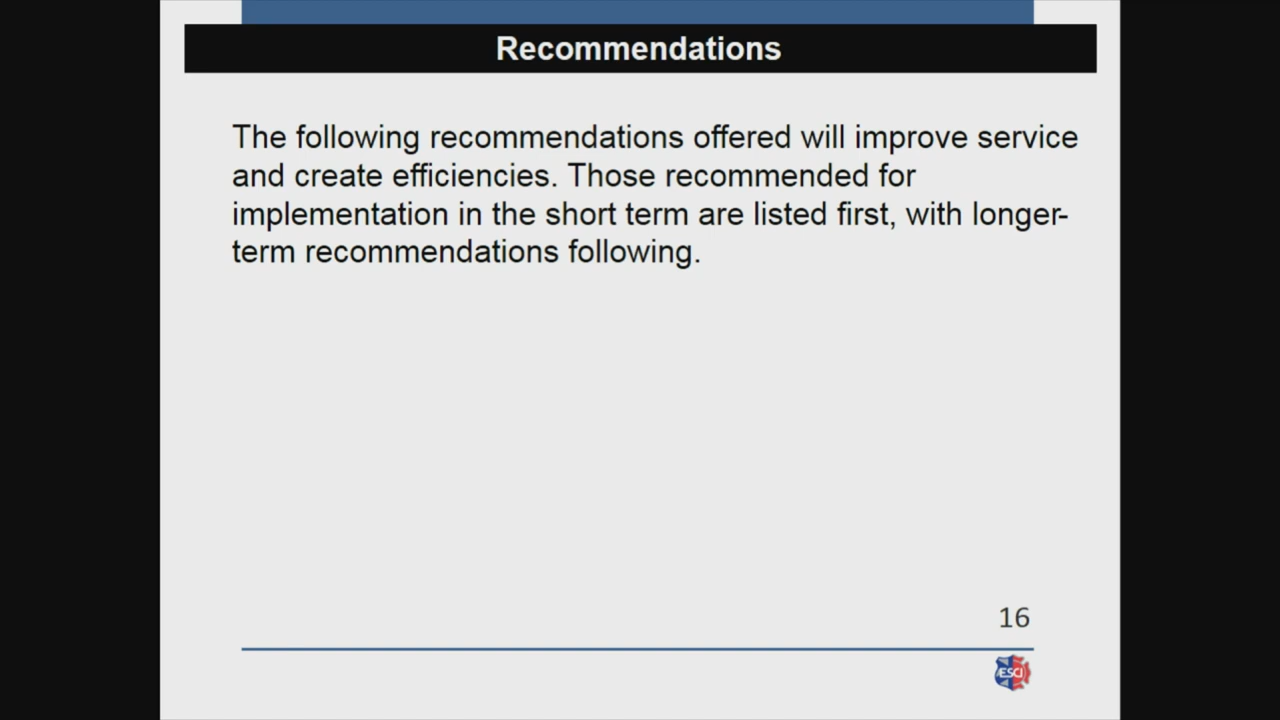 Recommendations
The following recommendations offered will improve service
and create efficiencies. Those recommended for
implementation in the short term are listed first, with longer-
term recommendations following.
16
ESCI